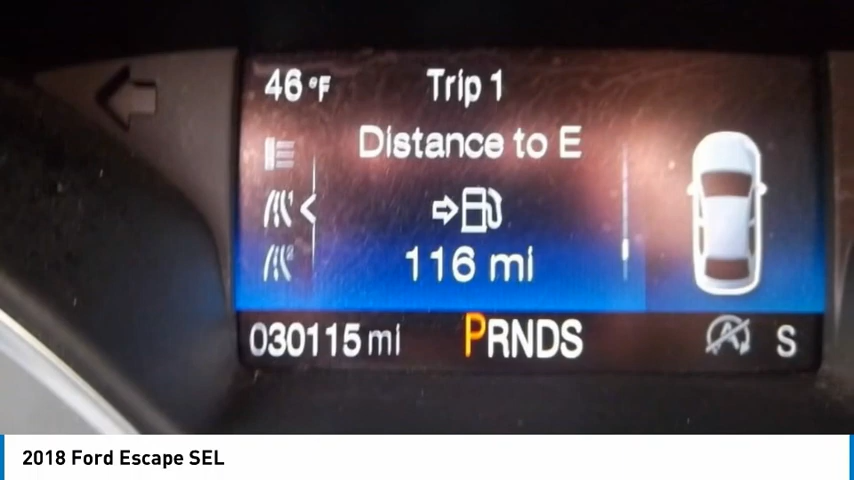 46 °F Trip 1
Distance to E
116 mi
030115 mi PRNDS S
2018 Ford Escape SEL